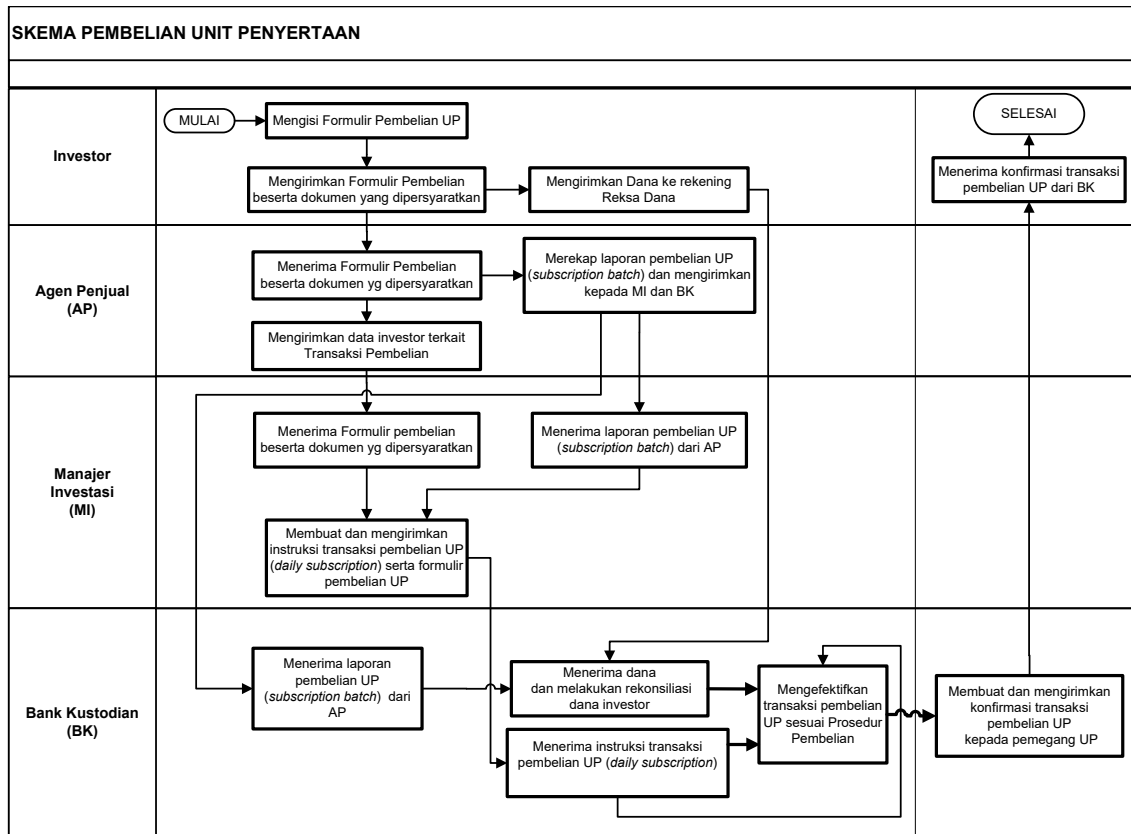 SKEMA PEMBELIAN UNIT PENYERTAAN
Investor
MULAI
Mengisi Formulir Pembelian UP
Mengirimkan Formulir Pembelian
beserta dokumen yang dipersyaratkan
Mengirimkan Dana ke rekening
Reksa Dana
SELESAI
Menerima konfirmasi transaksi
pembelian UP dari BK
Agen Penjual
(AP)
Menerima Formulir Pembelian
beserta dokumen yg dipersyaratkan
Merekap laporan pembelian UP
(subscription batch) dan mengirimkan
kepada MI dan BK
Mengirimkan data investor terkait
Transaksi Pembelian
Manajer
Investasi
(MI)
Menerima Formulir pembelian
beserta dokumen yg dipersyaratkan
Menerima laporan pembelian UP
(subscription batch) dari AP
Membuat dan mengirimkan
instruksi transaksi pembelian UP
(daily subscription) serta formulir
pembelian UP
Bank Kustodian
(BK)
Menerima laporan
pembelian UP
(subscription batch) dari
AP
Menerima dana
dan melakukan rekonsiliasi
dana investor
Menerima instruksi transaksi
pembelian UP (daily subscription)
Mengefektifkan
transaksi pembelian
UP sesuai Prosedur
Pembelian
Membuat dan mengirimkan
konfirmasi transaksi
pembelian UP
kepada pemegang UP